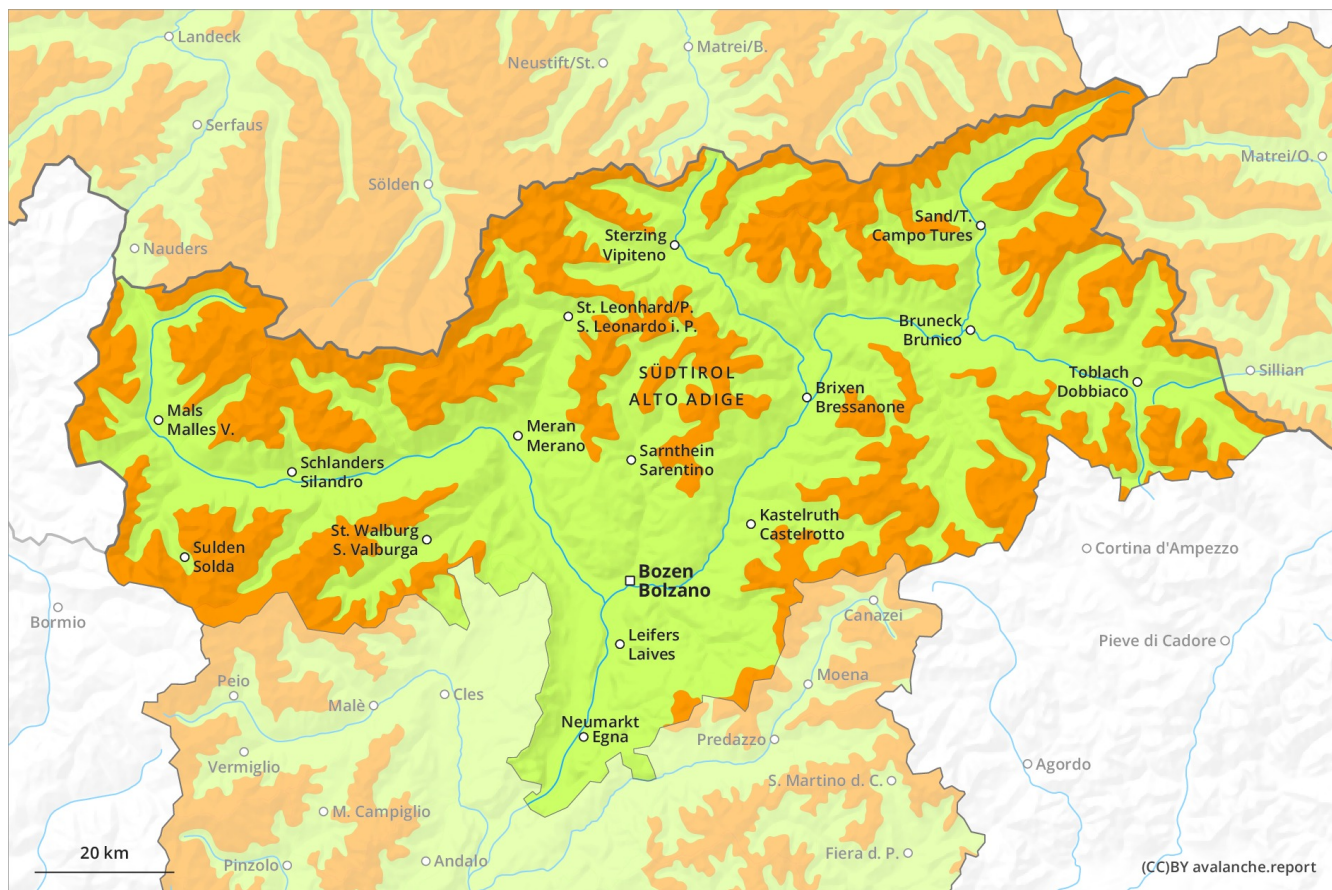 Landeck
Matrei/B.
Neustift/St.
Serfaus
Matrei/O.
Sölden
Sand/T.
Campo Tures
Sterzing
Vipiteno
Nauders
St. Leonhard/P.
S. Leonardo i. P.
Bruneck
Brunico
SÜDTIROL
ALTO ADIGE
Toblach
Dobbiaco
Sillian
Brixen
Bressanone
Mals
Malles V.
Meran
Merano
Sarnthein
Sarentino
Schlanders
Silandro
Kastelruth
Castelrotto
St. Walburg
S. Valburga
Sulden
Solda
Cortina d'Ampezzo
Bozen
Bolzano
Bormio
Canazei
Leifers
Laives
Pieve di Cadore
Moena
Peio
Malè
Cles
Neumarkt
Egna
Predazzo
Vermiglio
Agordo
S. Martino d. C.
M. Campiglio
20 km
Pinzolo
Andalo
Fiera d. P.
(CC)BY avalanche.report